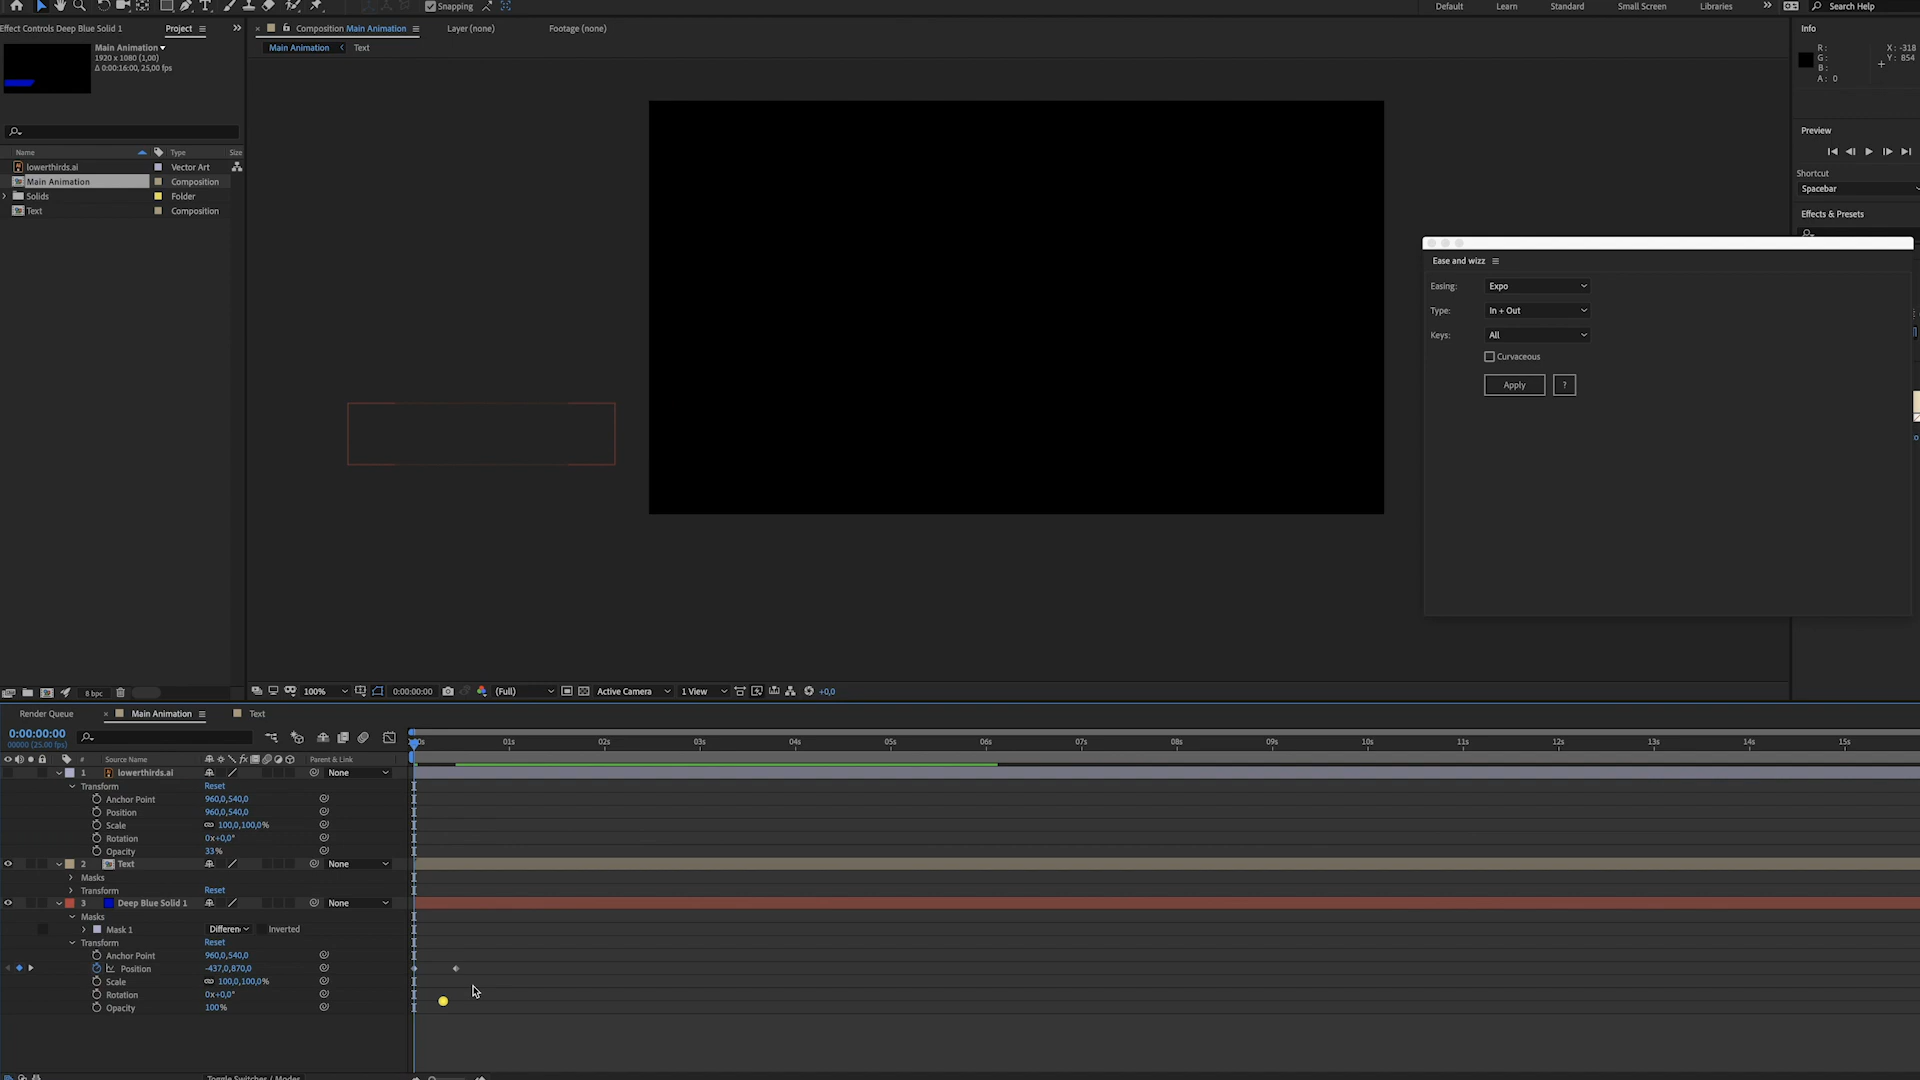 Snapping
Default Learn Standard Small Screen Libraries Search Help
Effect Controls Deep Blue Solid 1 Project
Composition Main Animation Layer (none) Footage (none)
Main Animation Text
Main Animation
1920 x 1080 (1,00)
Δ 0:00:16:00, 25,00 fps
Info
R:
G:
B:
A: 0
X: -318
Y: 854
Preview
Shortcut
Spacebar
Effects & Presets
Name Type Size
lowerthirds.ai Vector Art
Main Animation Composition
Solids Folder
Text Composition
Ease and wizz
Easing: Expo
Type: In + Out
Keys: All
Curvaceous
Apply ?
8 bpc
100% 0:00:00:00 (Full) Active Camera 1 View +0,0
Render Queue Main Animation Text
0:00:00:00
00000 (25.00 fps)
01s 02s 03s 04s 05s 06s 07s 08s 09s 10s 11s 12s 13s 14s 15s
# Source Name Parent & Link
1 lowerthirds.ai None
Transform Reset
Anchor Point 960,0,540,0
Position 960,0,540,0
Scale 100,0,100,0%
Rotation 0x+0,0°
Opacity 33%
2 Text None
Masks
Transform Reset
3 Deep Blue Solid 1 None
Masks
Mask 1 Differen Inverted
Transform Reset
Anchor Point 960,0,540,0
Position -437,0,870,0
Scale 100,0,100,0%
Rotation 0x+0,0°
Opacity 100%
Toggle Switches / Modes